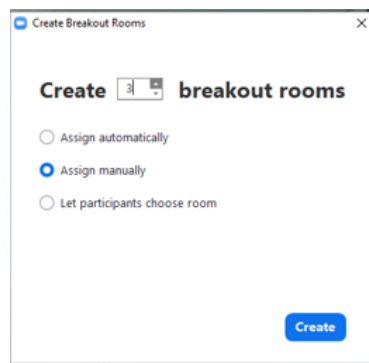 Create Breakout Rooms
Create 3 breakout rooms
Assign automatically
Assign manually
Let participants choose room
Create